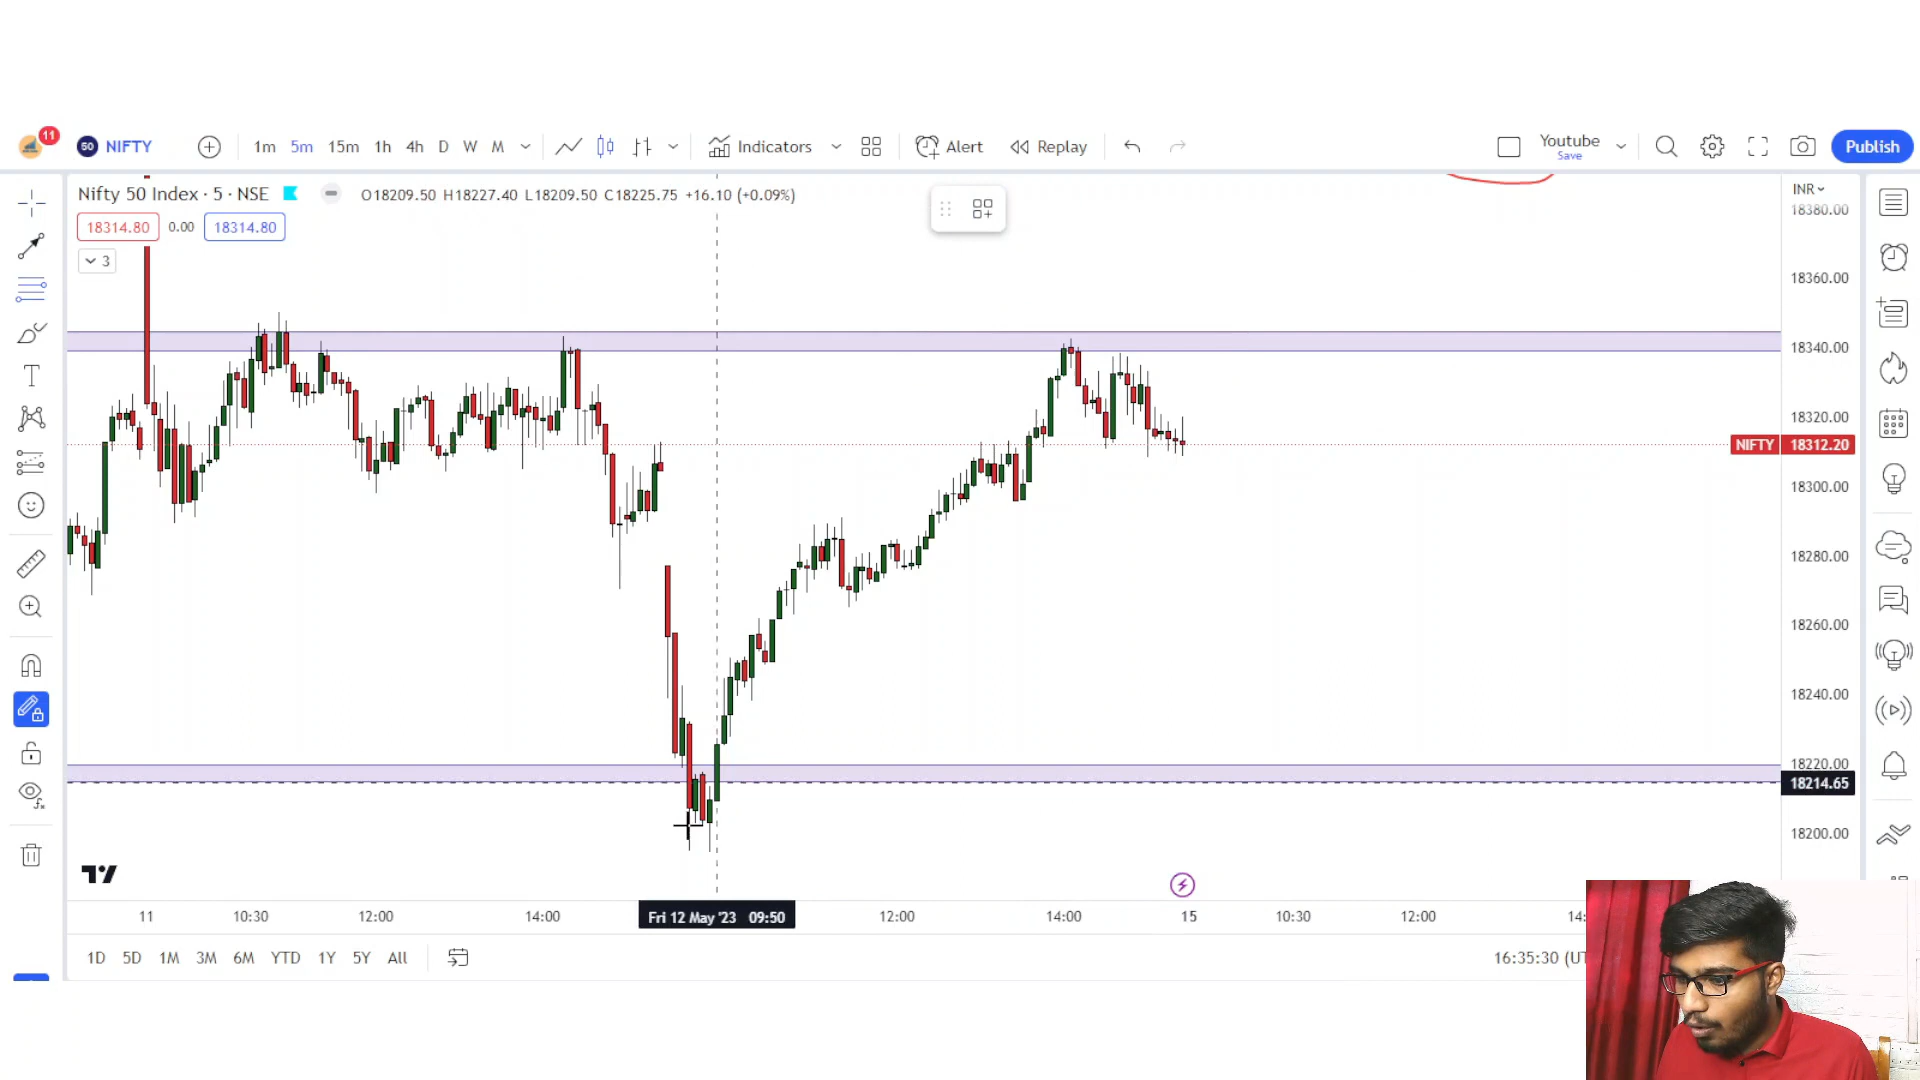 11
50 NIFTY
1m 5m 15m 1h 4h D W M
Indicators
Alert
Replay
Youtube
Save
Publish
Nifty 50 Index · 5 · NSE
O18209.50 H18227.40 L18209.50 C18225.75 +16.10 (+0.09%)
INR
18314.80 0.00 18314.80
3
18380.00
18360.00
18340.00
18320.00
NIFTY 18312.20
18300.00
18280.00
18260.00
18240.00
18220.00
18214.65
18200.00
11 10:30 12:00 14:00 Fri 12 May '23 09:50 12:00 14:00 15 10:30 12:00 14:
1D 5D 1M 3M 6M YTD 1Y 5Y All
16:35:30 (UT